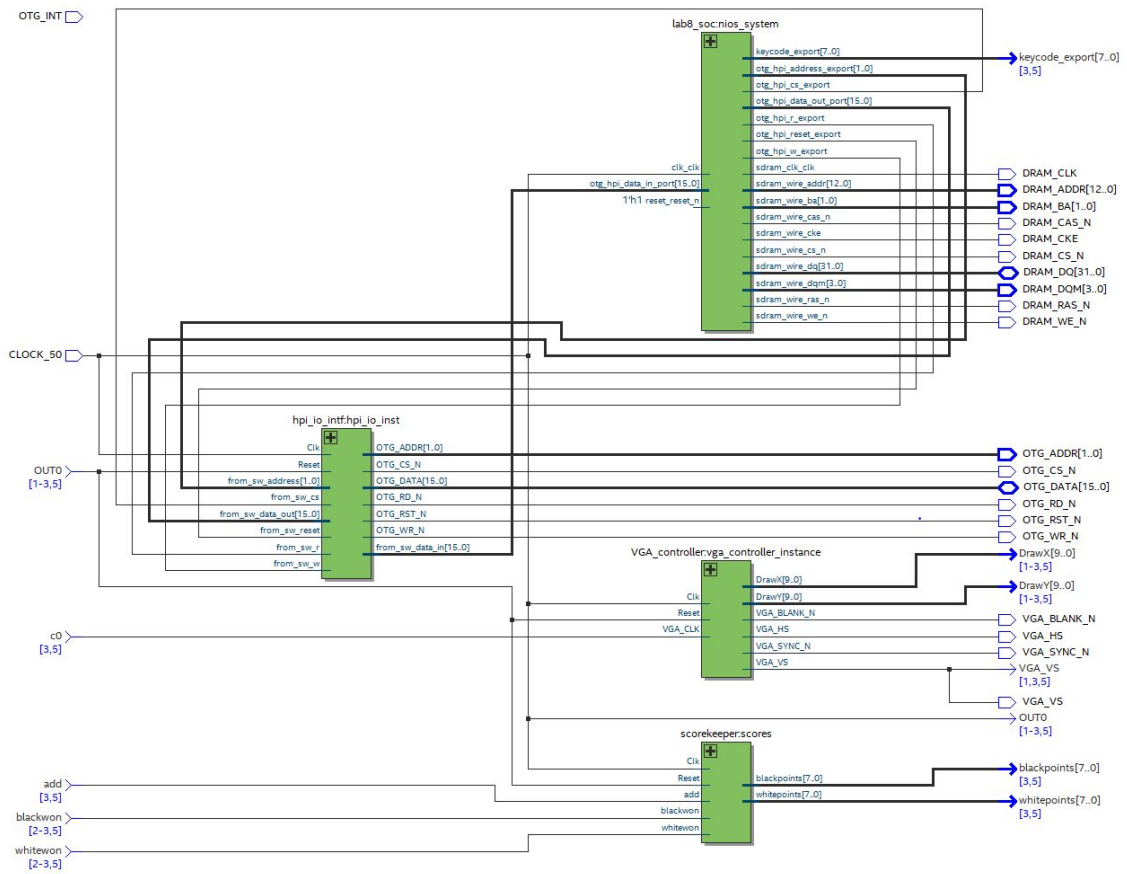 OTG_INT
lab8_soc:nios_system
keycode_export[7..0]
otg_hpi_address_export[1..0]
otg_hpi_cs_export
otg_hpi_data_out_port[15..0]
otg_hpi_r_export
otg_hpi_reset_export
otg_hpi_w_export
clk_clk
sdram_clk_clk
otg_hpi_data_in_port[15..0]
sdram_wire_addr[12..0]
1'h1 reset_reset_n
sdram_wire_ba[1..0]
sdram_wire_cas_n
sdram_wire_cke
sdram_wire_cs_n
sdram_wire_dq[31..0]
sdram_wire_dqm[3..0]
sdram_wire_ras_n
sdram_wire_we_n
keycode_export[7..0]
[3,5]
DRAM_CLK
DRAM_ADDR[12..0]
DRAM_BA[1..0]
DRAM_CAS_N
DRAM_CKE
DRAM_CS_N
DRAM_DQ[31..0]
DRAM_DQM[3..0]
DRAM_RAS_N
DRAM_WE_N
CLOCK_50
hpi_io_intf:hpi_io_inst
Clk
Reset
from_sw_address[1..0]
from_sw_cs
from_sw_data_out[15..0]
from_sw_reset
from_sw_r
from_sw_w
OTG_ADDR[1..0]
OTG_CS_N
OTG_DATA[15..0]
OTG_RD_N
OTG_RST_N
OTG_WR_N
from_sw_data_in[15..0]
OUT0
[1-3,5]
OTG_ADDR[1..0]
OTG_CS_N
OTG_DATA[15..0]
OTG_RD_N
OTG_RST_N
OTG_WR_N
VGA_controller:vga_controller_instance
Clk
Reset
VGA_CLK
DrawX[9..0]
DrawY[9..0]
VGA_BLANK_N
VGA_HS
VGA_SYNC_N
VGA_VS
DrawX[9..0]
[1-3,5]
DrawY[9..0]
[1-3,5]
VGA_BLANK_N
VGA_HS
VGA_SYNC_N
VGA_VS
[1,3,5]
VGA_VS
OUT0
[1-3,5]
c0
[3,5]
scorekeeper:scores
Clk
Reset
add
blackwon
whitewon
blackpoints[7..0]
whitepoints[7..0]
blackpoints[7..0]
[3,5]
whitepoints[7..0]
[3,5]
add
[3,5]
blackwon
[2-3,5]
whitewon
[2-3,5]